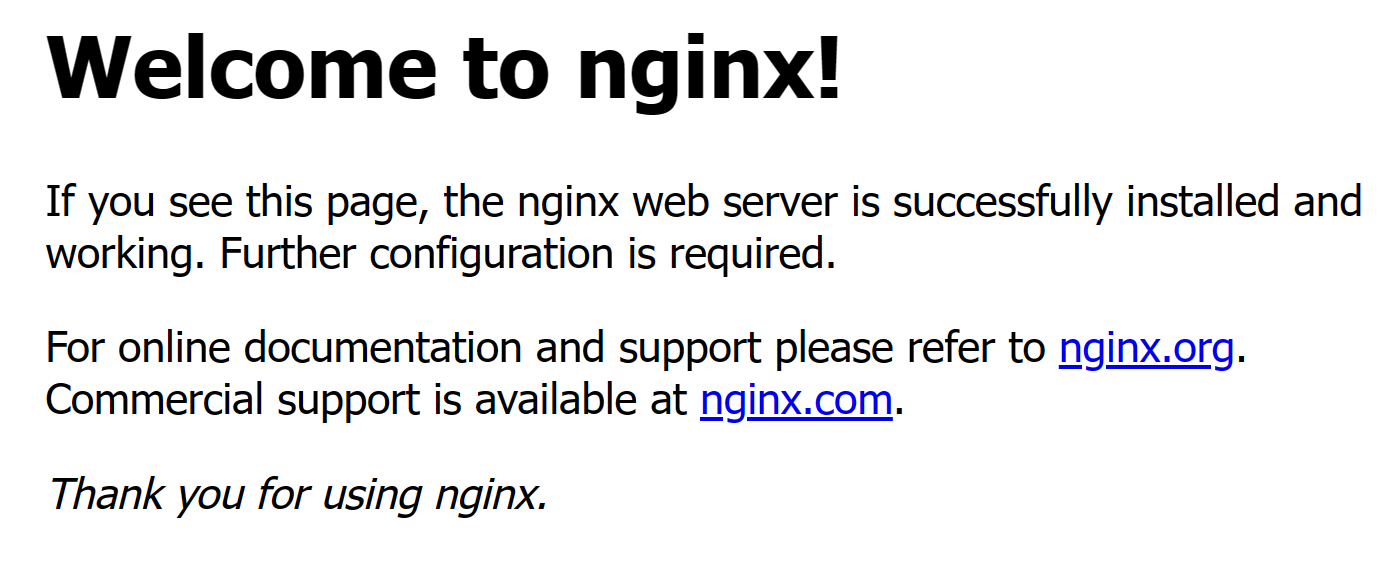 Welcome to nginx!
If you see this page, the nginx web server is successfully installed and
working. Further configuration is required.
For online documentation and support please refer to nginx.org.
Commercial support is available at nginx.com.
Thank you for using nginx.